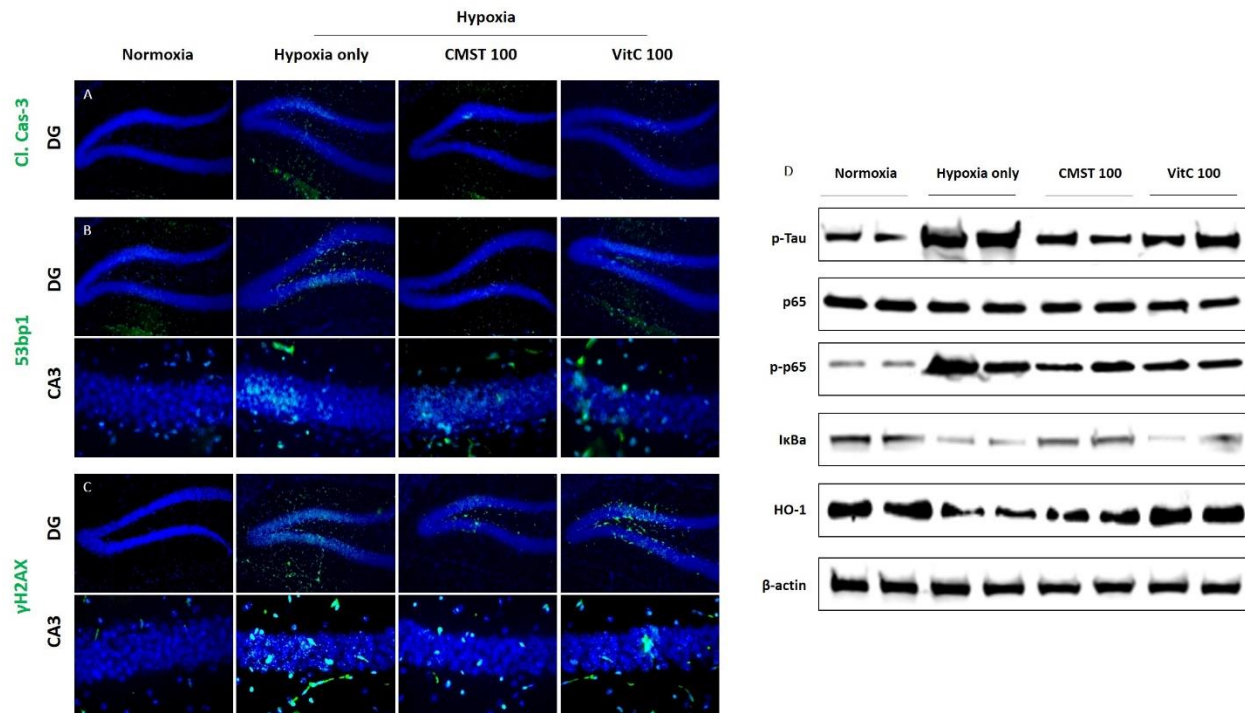 Hypoxia
Normoxia Hypoxia only CMST 100 VitC 100
Cl. Cas-3
DG
A
53bp1
DG
B
CA3
γH2AX
DG
C
CA3
D
Normoxia Hypoxia only CMST 100 VitC 100
p-Tau
p65
p-p65
IκBa
HO-1
β-actin